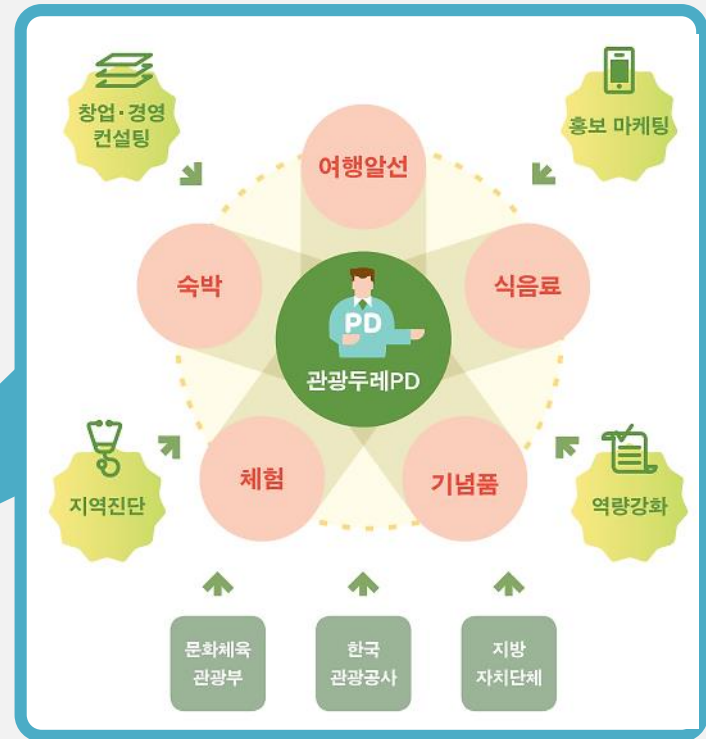 창업·경영
컨설팅
홍보 마케팅
여행알선
숙박
식음료
PD
관광두레PD
체험
기념품
지역진단
역량강화
문화체육
관광부
한국
관광공사
지방
자치단체